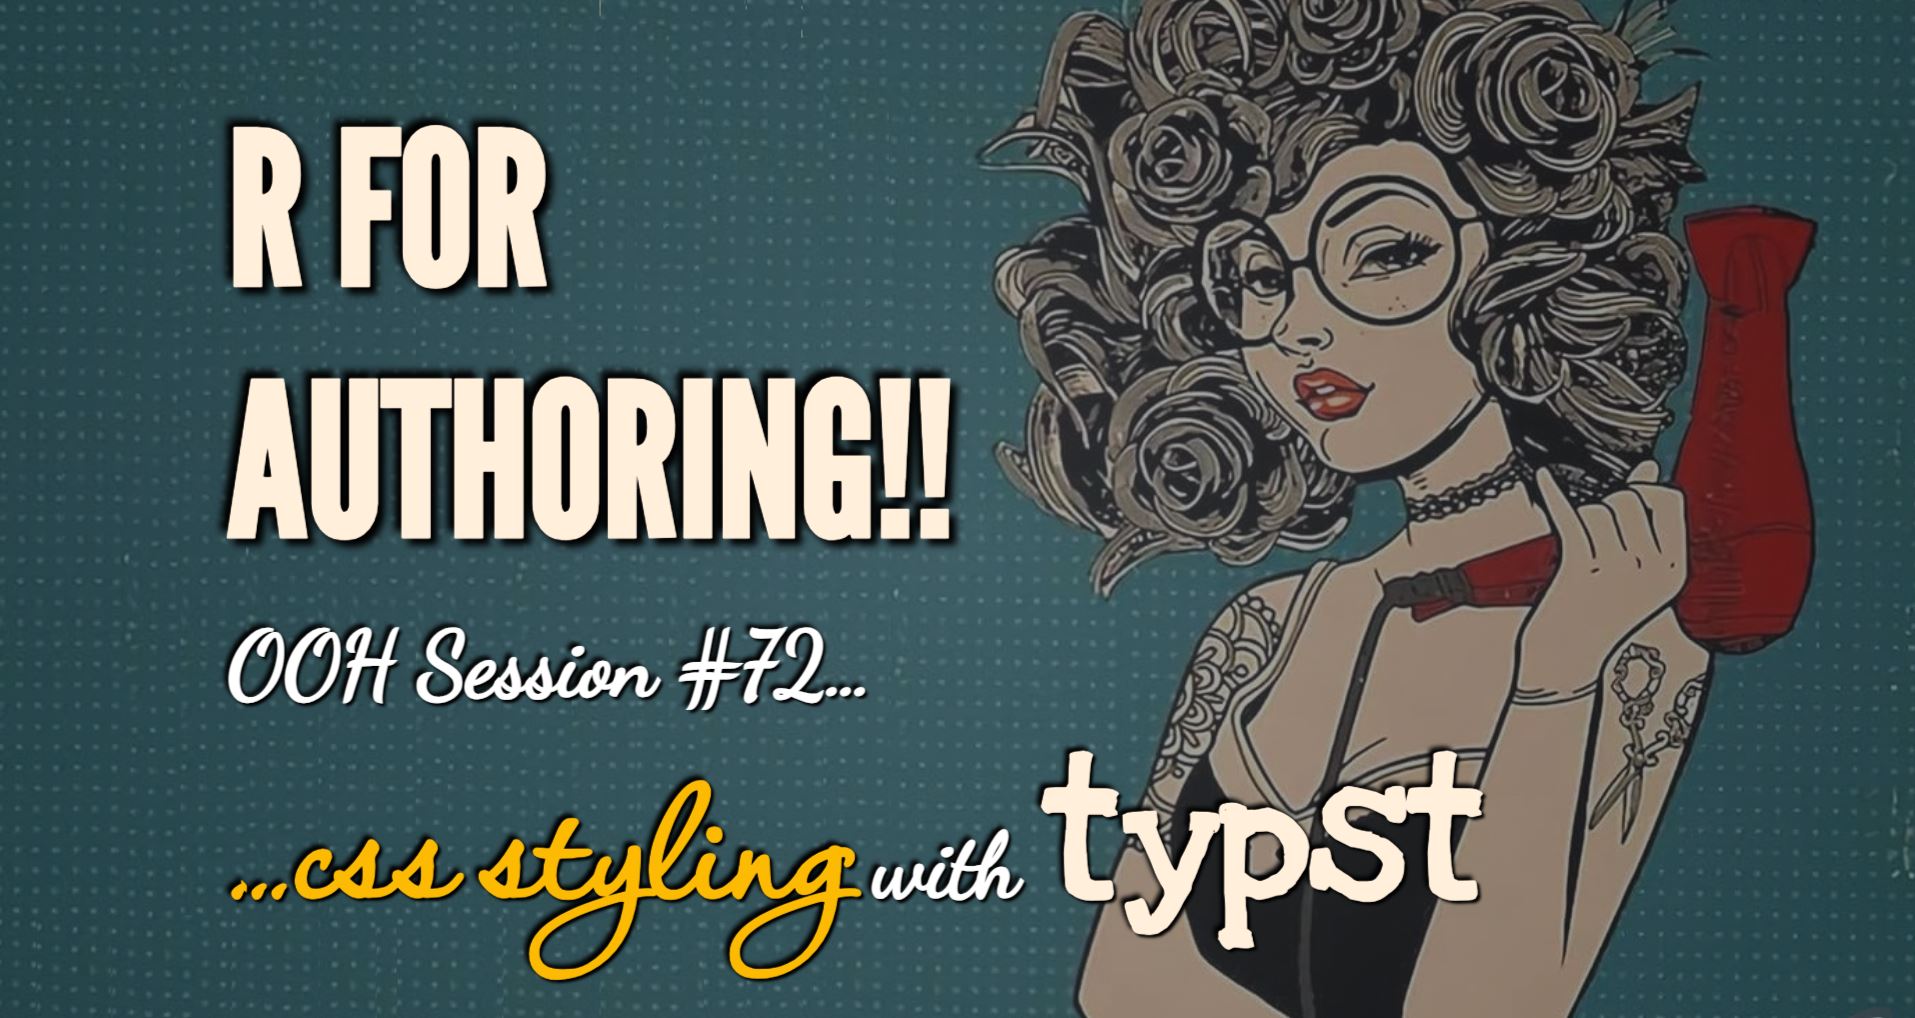 R FOR
AUTHORING!!
OOH Session #72...
...css styling with typst